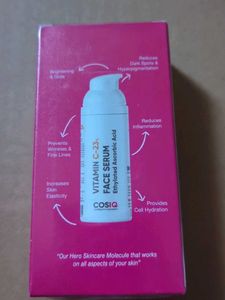 Brightening
& Glow
Reduces
Dark Spots &
Hyperpigmentation
Reduces
Inflammation
Prevents
Wrinkles &
Fine Lines
Increases
Skin
Elasticity
Provides
Cell Hydration
VITAMIN C-23%
FACE SERUM
Ethylated Ascorbic Acid
COSIQ
"Our Hero Skincare Molecule that works
on all aspects of your skin"